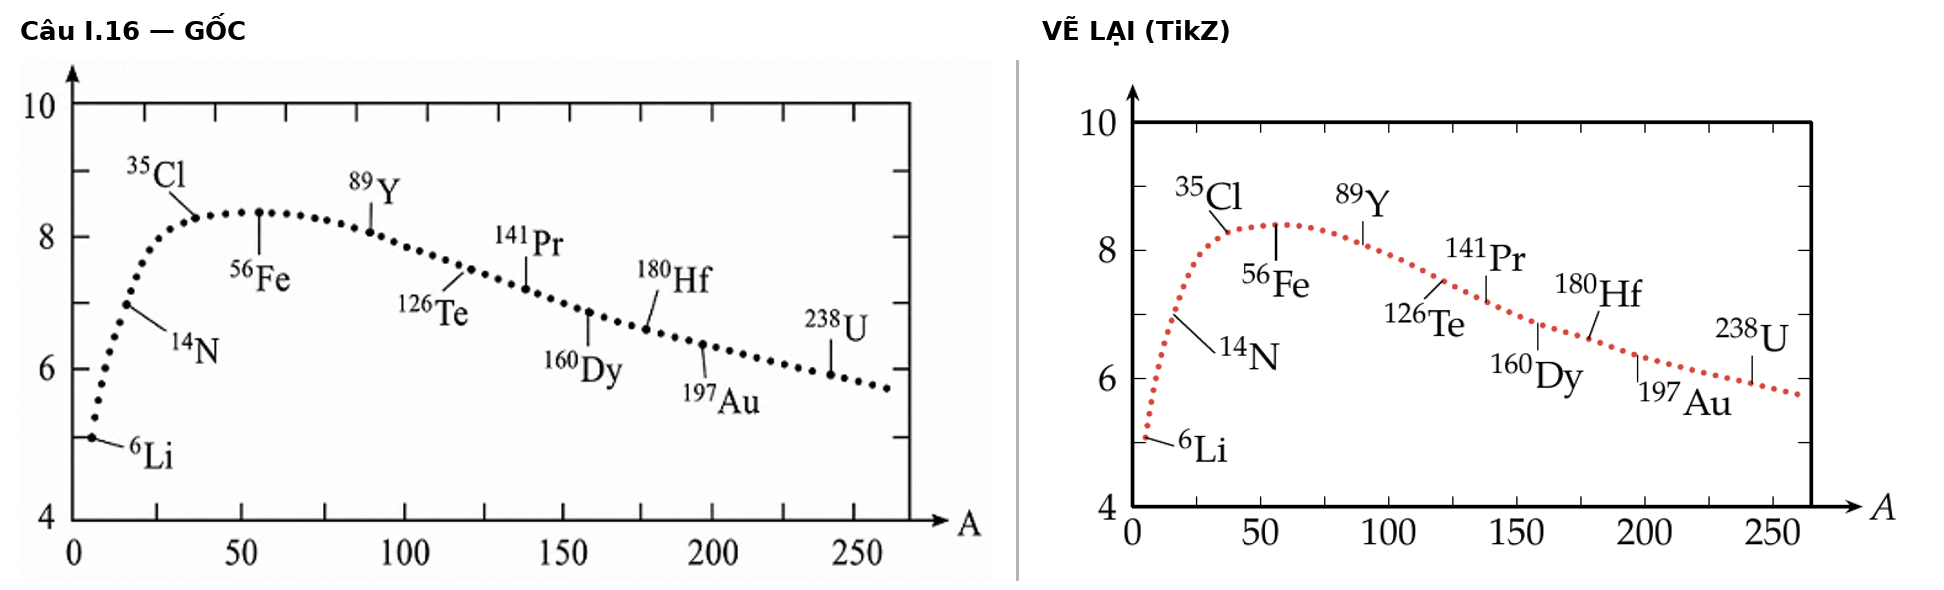 Câu I.16 — GỐC
10
³⁵Cl
⁸⁹Y
8
¹⁴¹Pr
⁵⁶Fe
¹⁸⁰Hf
¹²⁶Te
²³⁸U
¹⁴N
6
¹⁶⁰Dy
¹⁹⁷Au
⁶Li
4
A
0 50 100 150 200 250
VẼ LẠI (TikZ)
10
³⁵Cl
⁸⁹Y
8
¹⁴¹Pr
⁵⁶Fe
¹⁸⁰Hf
¹²⁶Te
²³⁸U
¹⁴N
6
¹⁶⁰Dy
¹⁹⁷Au
⁶Li
4
A
0 50 100 150 200 250